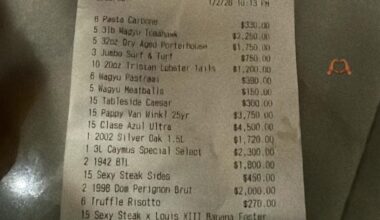 1/2/26 10:13 PM
6 Pasta Carbone $330.00
5 3lb Wagyu Tomahawk $2,250.00
5 32oz Dry Aged Porterhouse $1,750.00
3 Jumbo Surf & Turf $750.00
10 20oz Tristan Lobster Tails $1,200.00
6 Wagyu Pastrami $390.00
5 Wagyu Meatballs $150.00
15 Tableside Caesar $300.00
15 Pappy Van Winkl 25yr $3,750.00
15 Clase Azul Ultra $4,500.00
1 2002 Silver Oak 1.5L $1,720.00
1 3L Caymus Special Select $2,300.00
2 1942 BTL $1,800.00
15 Sexy Steak Sides $450.00
2 1998 Dom Perignon Brut $2,000.00
6 Truffle Risotto $270.00
15 Sexy Steak x Louis XIII Banana Foster